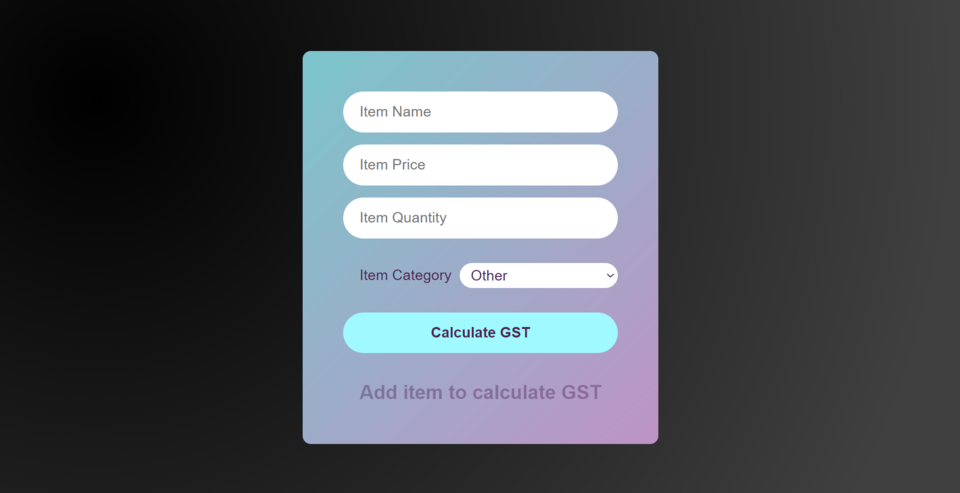 Item Name
Item Price
Item Quantity
Item Category Other
Calculate GST
Add item to calculate GST